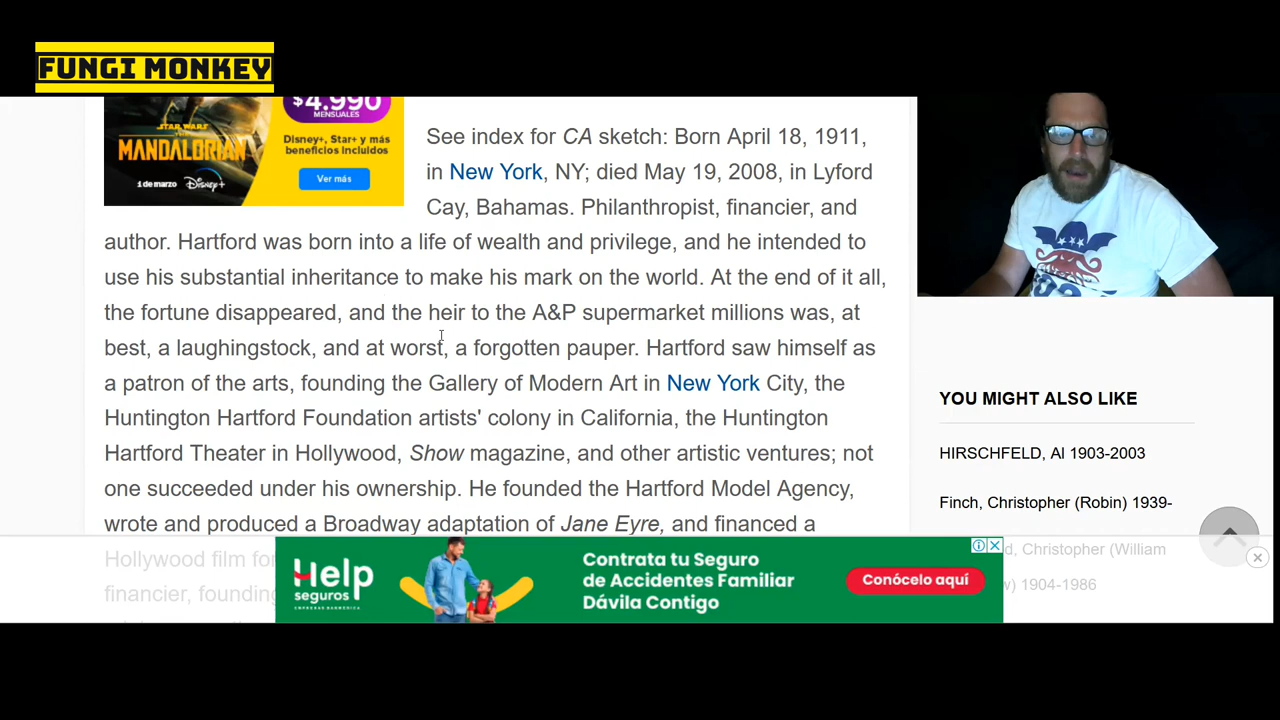 FUNGI MONKEY
$4.990
MENSUALES
STAR WARS
THE
MANDALORIAN
Disney+, Star+ y más
beneficios incluidos
1 de marzo
Disney+
Ver más
See index for CA sketch: Born April 18, 1911,
in New York, NY; died May 19, 2008, in Lyford
Cay, Bahamas. Philanthropist, financier, and
author. Hartford was born into a life of wealth and privilege, and he intended to
use his substantial inheritance to make his mark on the world. At the end of it all,
the fortune disappeared, and the heir to the A&P supermarket millions was, at
best, a laughingstock, and at worst, a forgotten pauper. Hartford saw himself as
a patron of the arts, founding the Gallery of Modern Art in New York City, the
Huntington Hartford Foundation artists' colony in California, the Huntington
Hartford Theater in Hollywood, Show magazine, and other artistic ventures; not
one succeeded under his ownership. He founded the Hartford Model Agency,
wrote and produced a Broadway adaptation of Jane Eyre, and financed a
Hollywood film for
financier, founding
YOU MIGHT ALSO LIKE
HIRSCHFELD, Al 1903-2003
Finch, Christopher (Robin) 1939-
d, Christopher (William
w) 1904-1986
Help
seguros
Contrata tu Seguro
de Accidentes Familiar
Dávila Contigo
Conócelo aquí